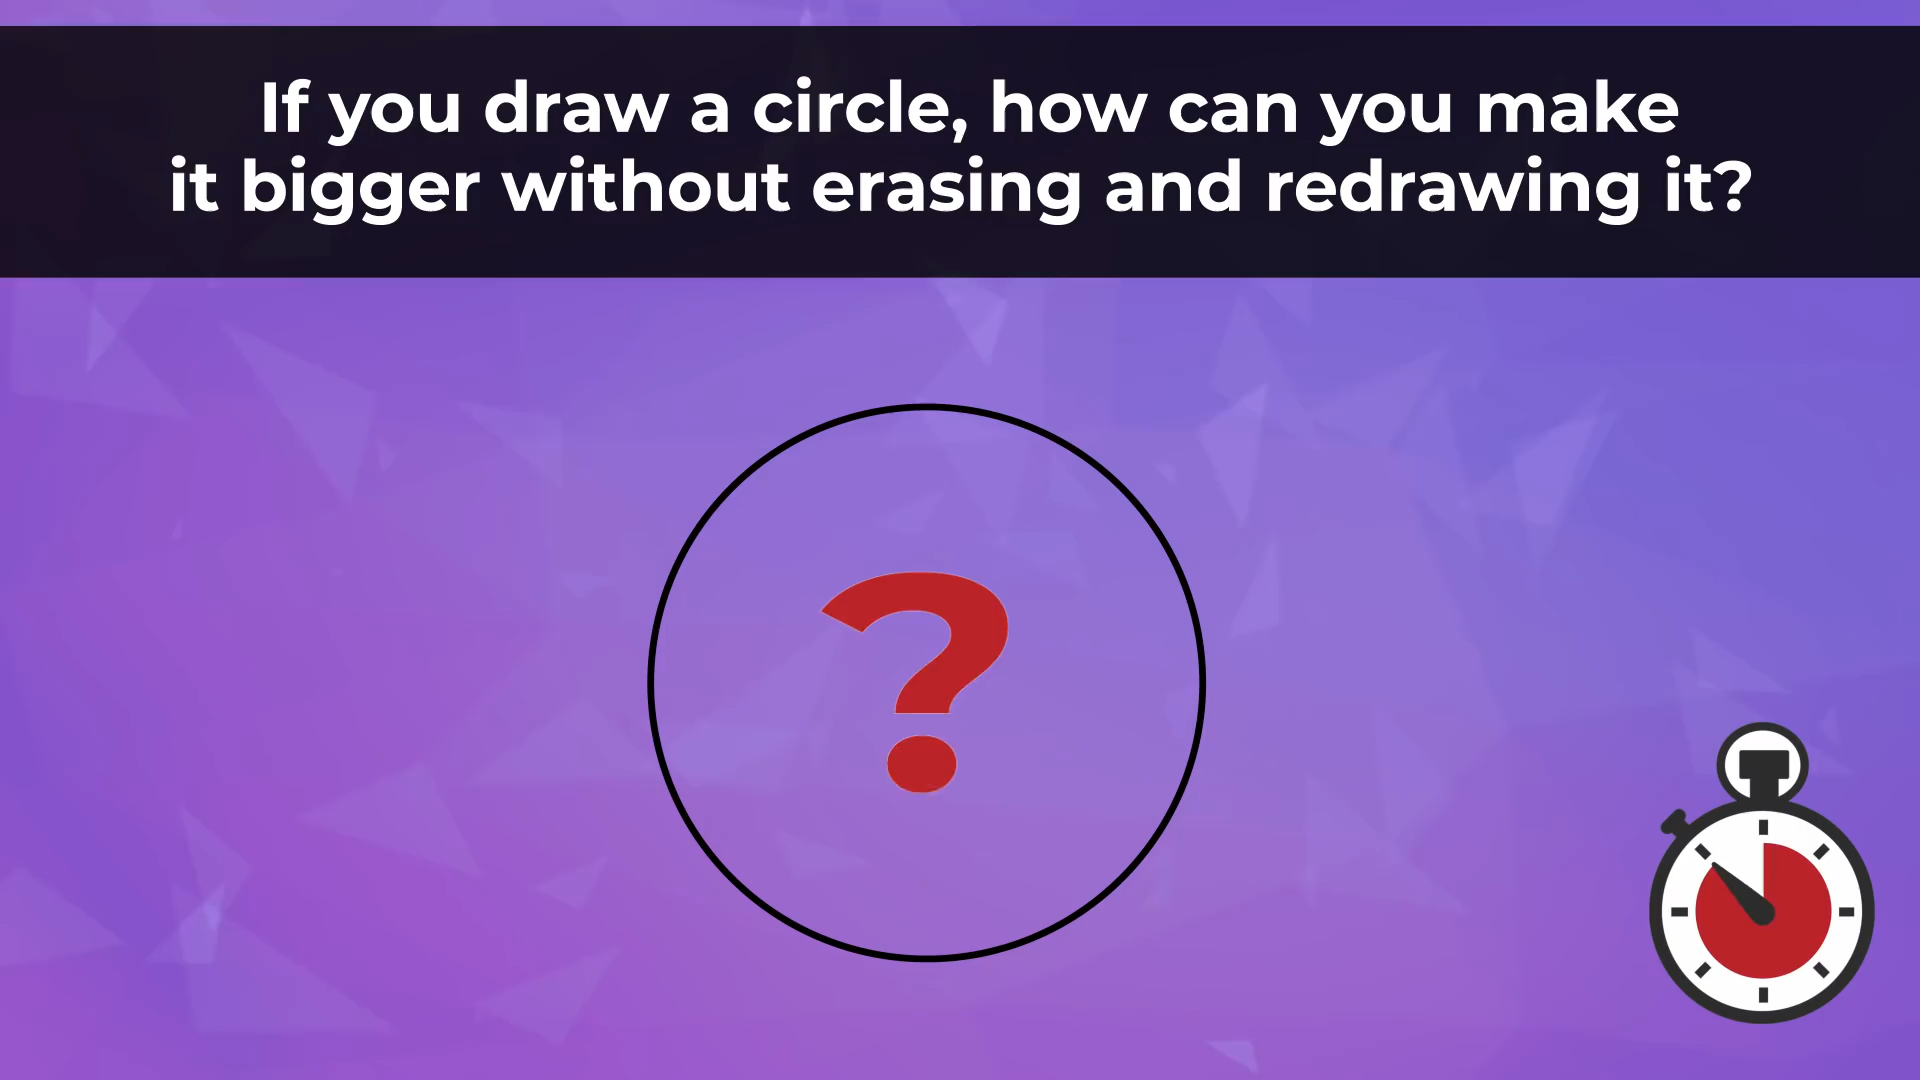 If you draw a circle, how can you make
it bigger without erasing and redrawing it?
?